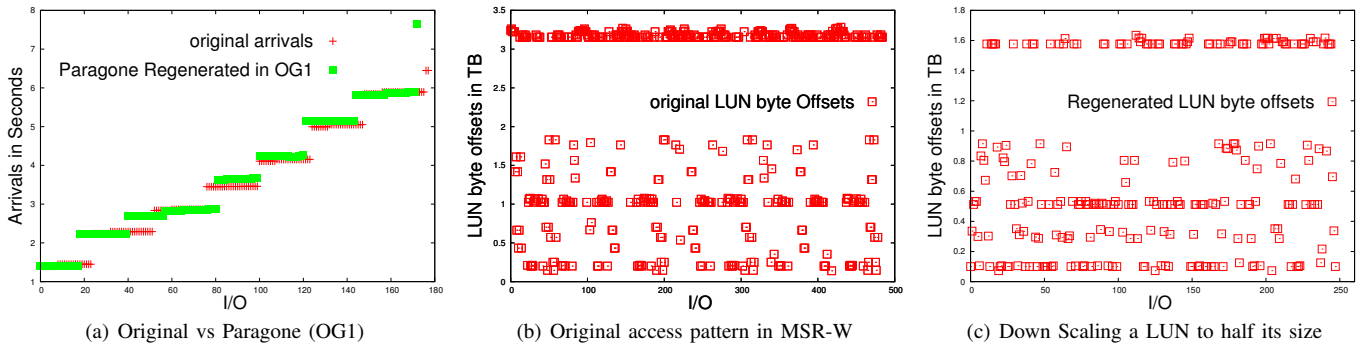 8
7
6
5
4
3
2
1
Arrivals in Seconds
original arrivals
Paragone Regenerated in OG1
0 20 40 60 80 100 120 140 160 180
I/O
(a) Original vs Paragone (OG1)
3.5
3.0
2.5
2.0
1.5
1.0
0.5
0.0
LUN byte offsets in TB
original LUN byte Offsets
0 100 200 300 400 500
I/O
(b) Original access pattern in MSR-W
1.8
1.6
1.4
1.2
1
0.8
0.6
0.4
0.2
0
LUN byte offsets in TB
Regenerated LUN byte offsets
0 50 100 150 200 250
I/O
(c) Down Scaling a LUN to half its size